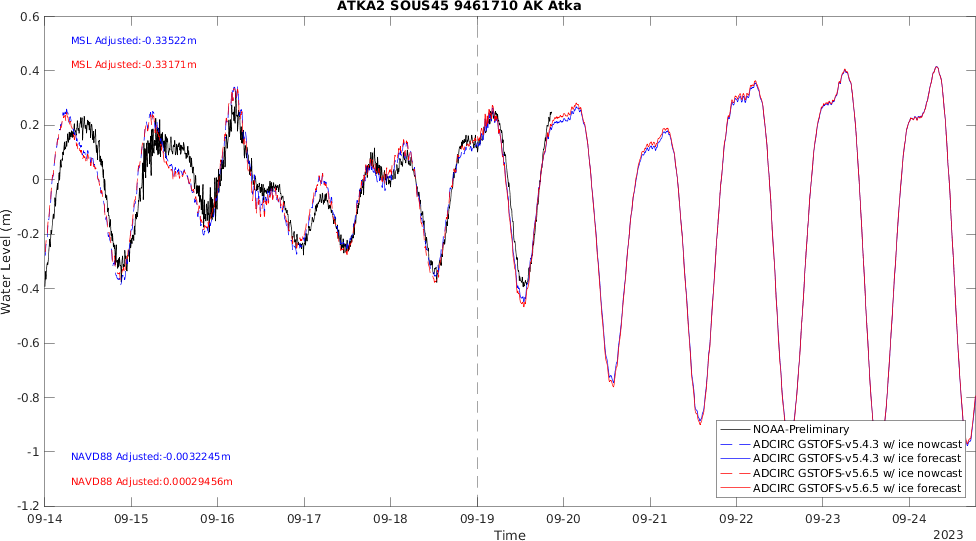 ATKA2 SOUS45 9461710 AK Atka
0.6
0.4
0.2
0
-0.2
-0.4
-0.6
-0.8
-1
-1.2
Water Level (m)
MSL Adjusted:-0.33522m
MSL Adjusted:-0.33171m
NAVD88 Adjusted:-0.0032245m
NAVD88 Adjusted:0.00029456m
NOAA-Preliminary
ADCIRC GSTOFS-v5.4.3 w/ ice nowcast
ADCIRC GSTOFS-v5.4.3 w/ ice forecast
ADCIRC GSTOFS-v5.6.5 w/ ice nowcast
ADCIRC GSTOFS-v5.6.5 w/ ice forecast
09-14 09-15 09-16 09-17 09-18 09-19 09-20 09-21 09-22 09-23 09-24
Time
2023